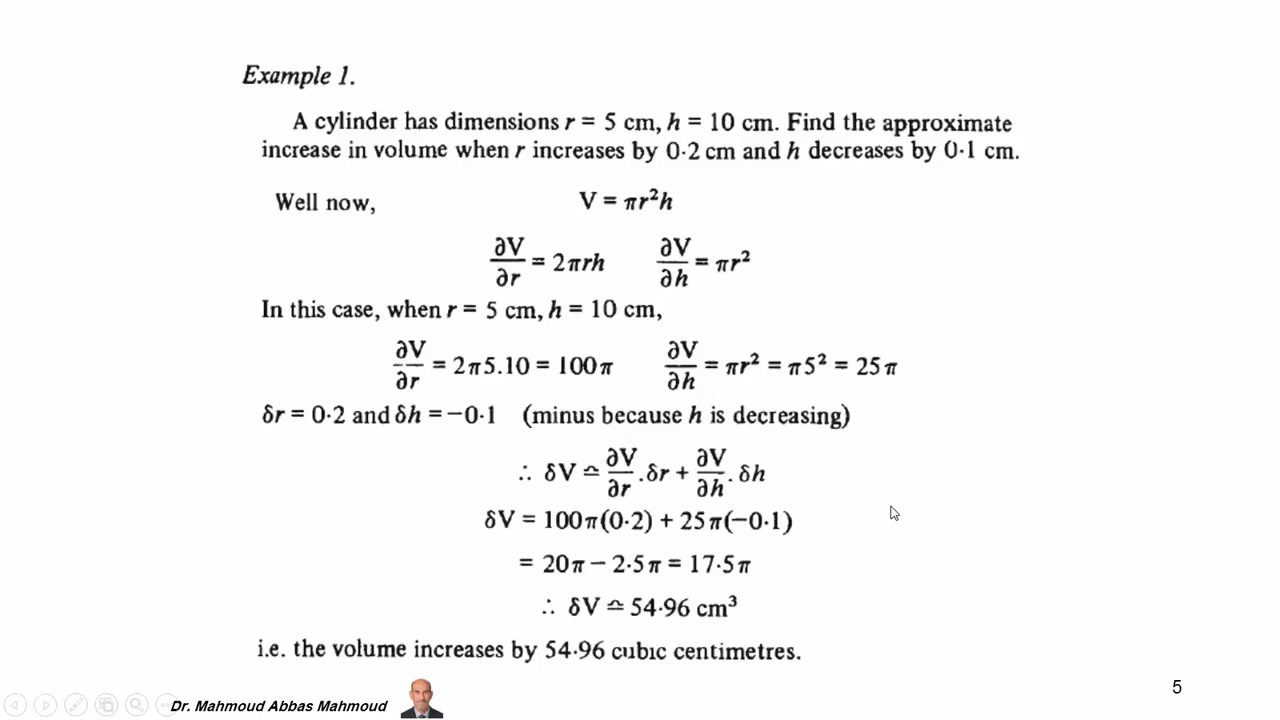 Example 1.
A cylinder has dimensions r = 5 cm, h = 10 cm. Find the approximate
increase in volume when r increases by 0·2 cm and h decreases by 0·1 cm.
Well now, V = πr²h
∂V/∂r = 2πrh ∂V/∂h = πr²
In this case, when r = 5 cm, h = 10 cm,
∂V/∂r = 2π5.10 = 100π ∂V/∂h = πr² = π5² = 25π
δr = 0·2 and δh = −0·1 (minus because h is decreasing)
∴ δV ≏ ∂V/∂r .δr + ∂V/∂h . δh
δV = 100π(0·2) + 25π(−0·1)
= 20π − 2·5π = 17·5π
∴ δV ≏ 54·96 cm³
i.e. the volume increases by 54·96 cubic centimetres.
Dr. Mahmoud Abbas Mahmoud
5